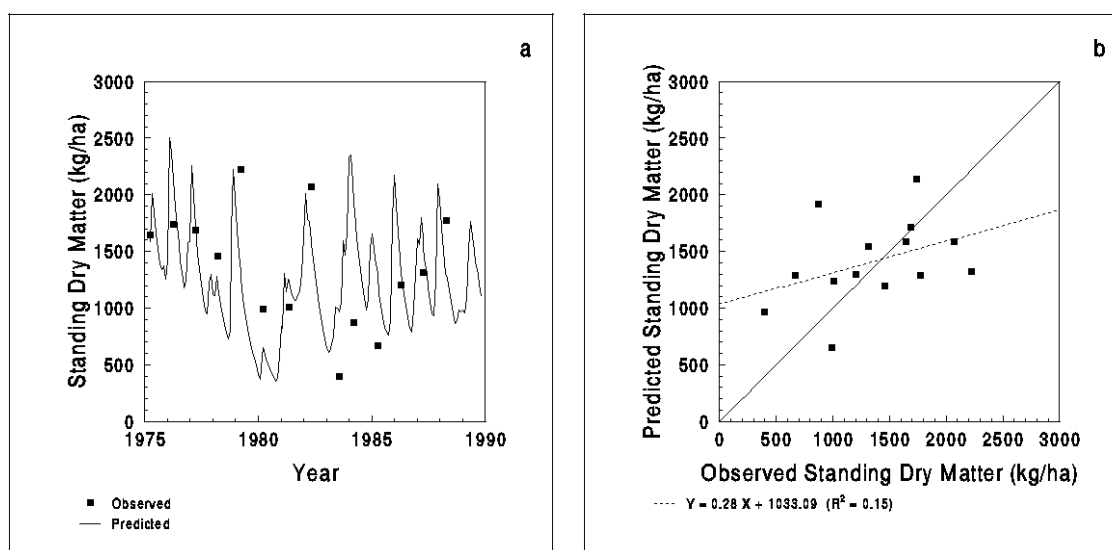 a
Standing Dry Matter (kg/ha)
3000
2500
2000
1500
1000
500
0
1975 1980 1985 1990
Year
Observed
Predicted
b
Predicted Standing Dry Matter (kg/ha)
3000
2500
2000
1500
1000
500
0
0 500 1000 1500 2000 2500 3000
Observed Standing Dry Matter (kg/ha)
Y = 0.28 X + 1033.09 (R² = 0.15)